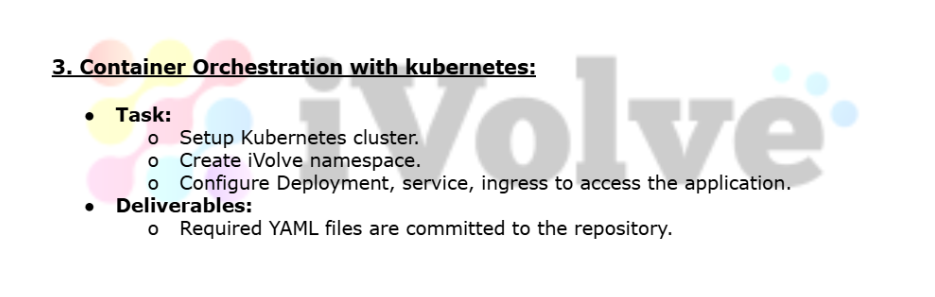 3. Container Orchestration with kubernetes:
iVolve
● Task:
o Setup Kubernetes cluster.
o Create iVolve namespace.
o Configure Deployment, service, ingress to access the application.
● Deliverables:
o Required YAML files are committed to the repository.